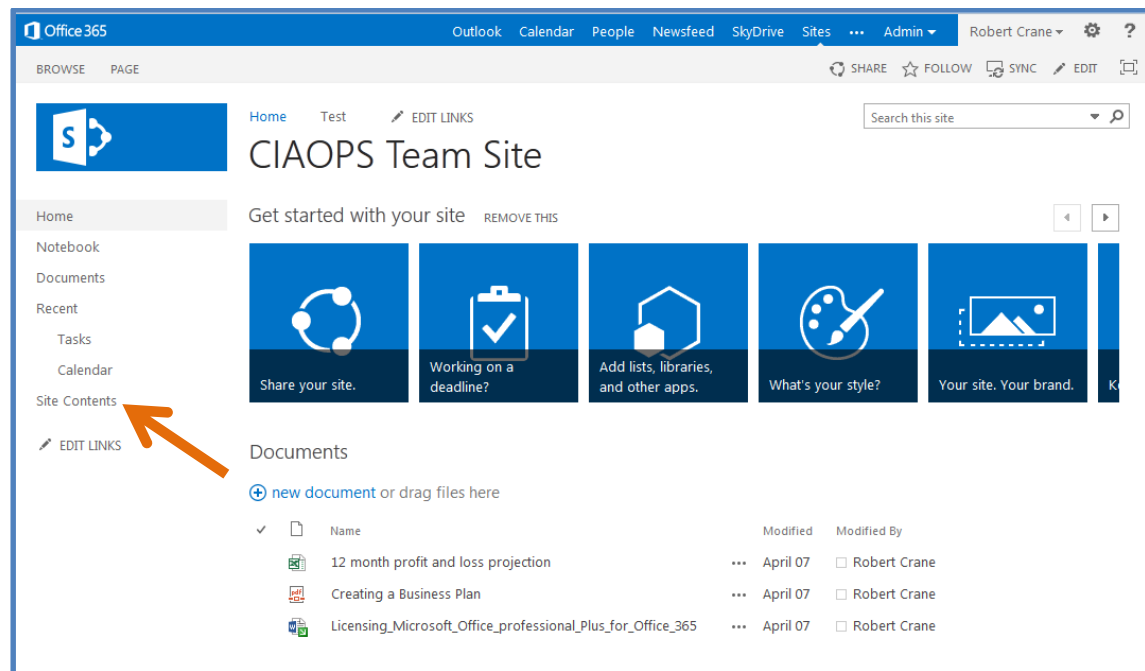 Office 365 Outlook Calendar People Newsfeed SkyDrive Sites ••• Admin Robert Crane ?
BROWSE PAGE SHARE FOLLOW SYNC EDIT
Home Test EDIT LINKS Search this site
S
CIAOPS Team Site
Home
Notebook
Documents
Recent
Tasks
Calendar
Site Contents
EDIT LINKS
Get started with your site REMOVE THIS
Share your site.
Working on a
deadline?
Add lists, libraries,
and other apps.
What's your style?
Your site. Your brand.
Documents
new document or drag files here
Name Modified Modified By
12 month profit and loss projection ••• April 07 Robert Crane
Creating a Business Plan ••• April 07 Robert Crane
Licensing_Microsoft_Office_professional_Plus_for_Office_365 ••• April 07 Robert Crane